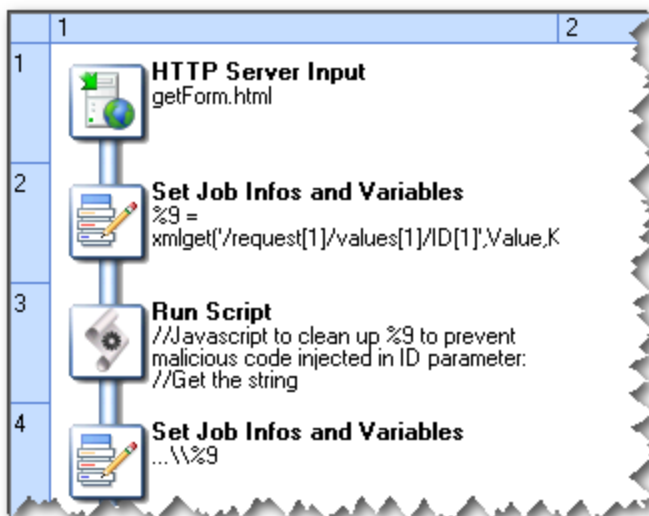 1
2
1
HTTP Server Input
getForm.html
2
Set Job Infos and Variables
%9 =
xmlget('/request[1]/values[1]/ID[1]',Value,K
3
Run Script
//Javascript to clean up %9 to prevent
malicious code injected in ID parameter:
//Get the string
4
Set Job Infos and Variables
...\\%9